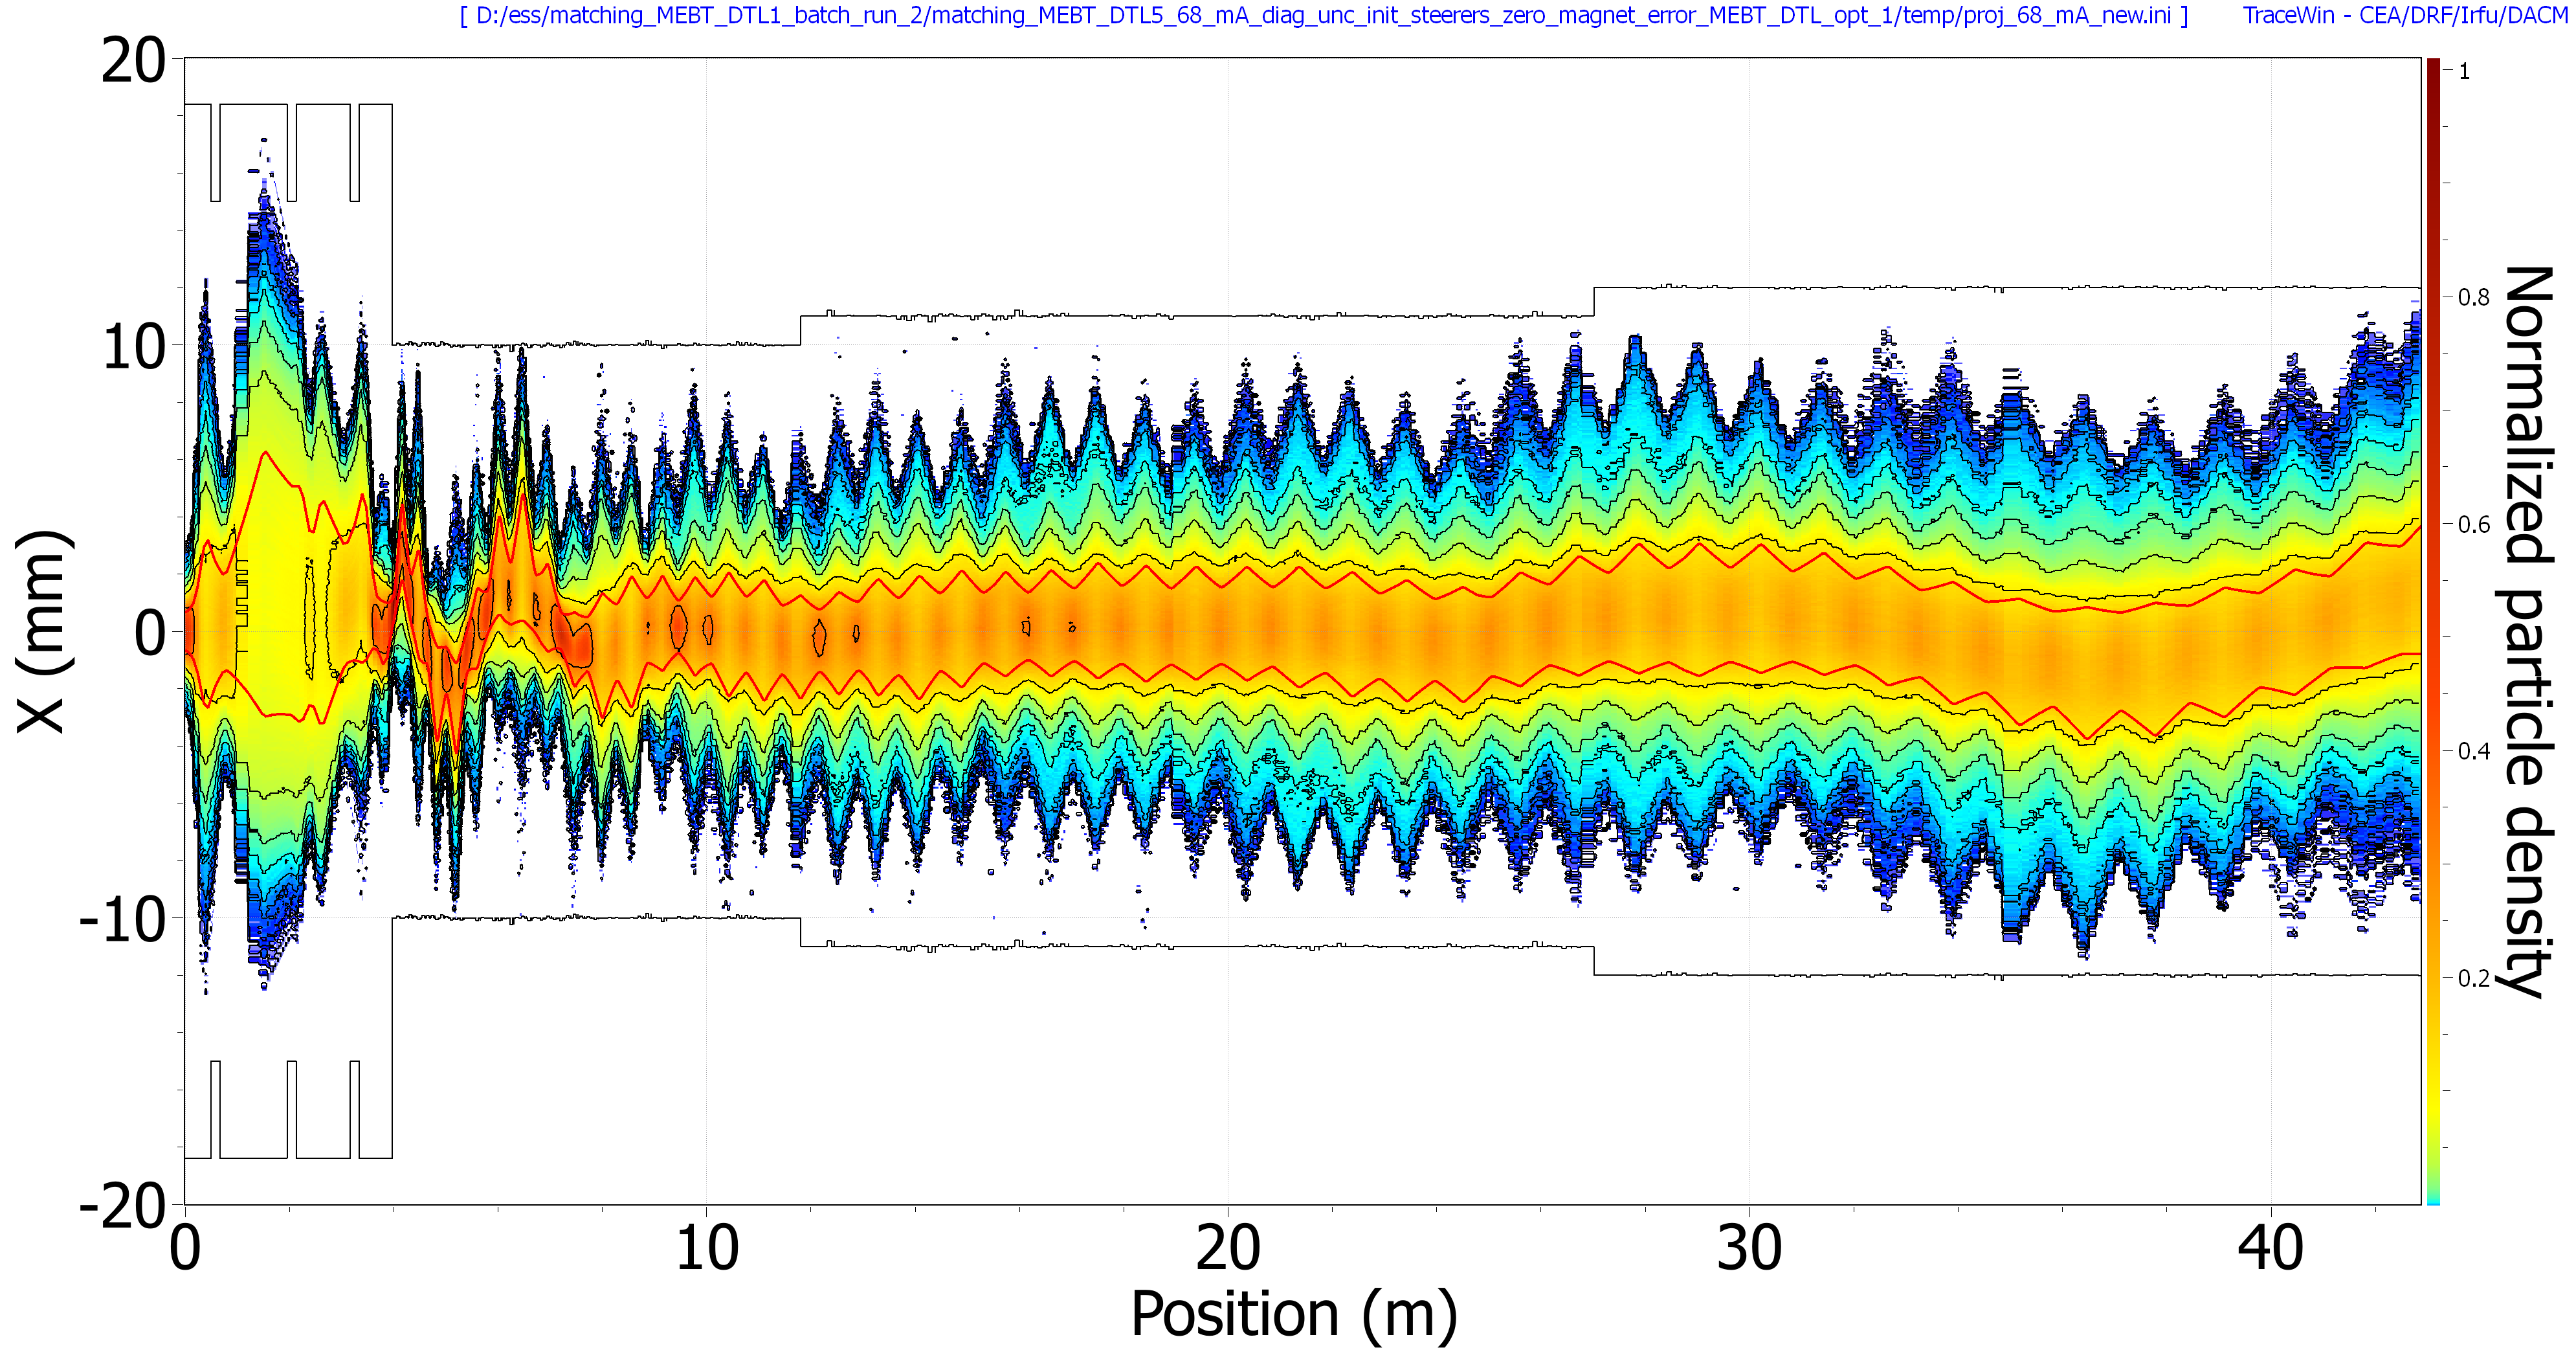 [ D:/ess/matching_MEBT_DTL1_batch_run_2/matching_MEBT_DTL5_68_mA_diag_unc_init_steerers_zero_magnet_error_MEBT_DTL_opt_1/temp/proj_68_mA_new.ini ] TraceWin - CEA/DRF/Irfu/DACM
20
10
0
-10
-20
X (mm)
0 10 20 30 40
Position (m)
1
0.8
0.6
0.4
0.2
Normalized particle density